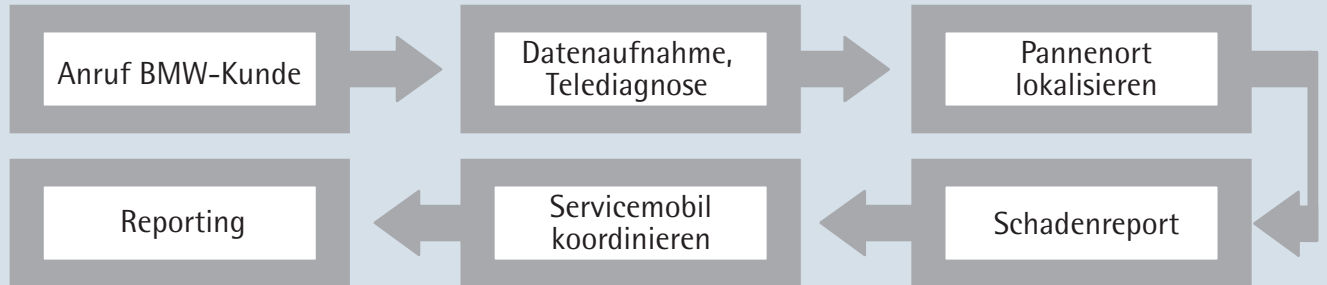 Anruf BMW-Kunde
Datenaufnahme,
Telediagnose
Pannenort
lokalisieren
Schadenreport
Servicemobil
koordinieren
Reporting